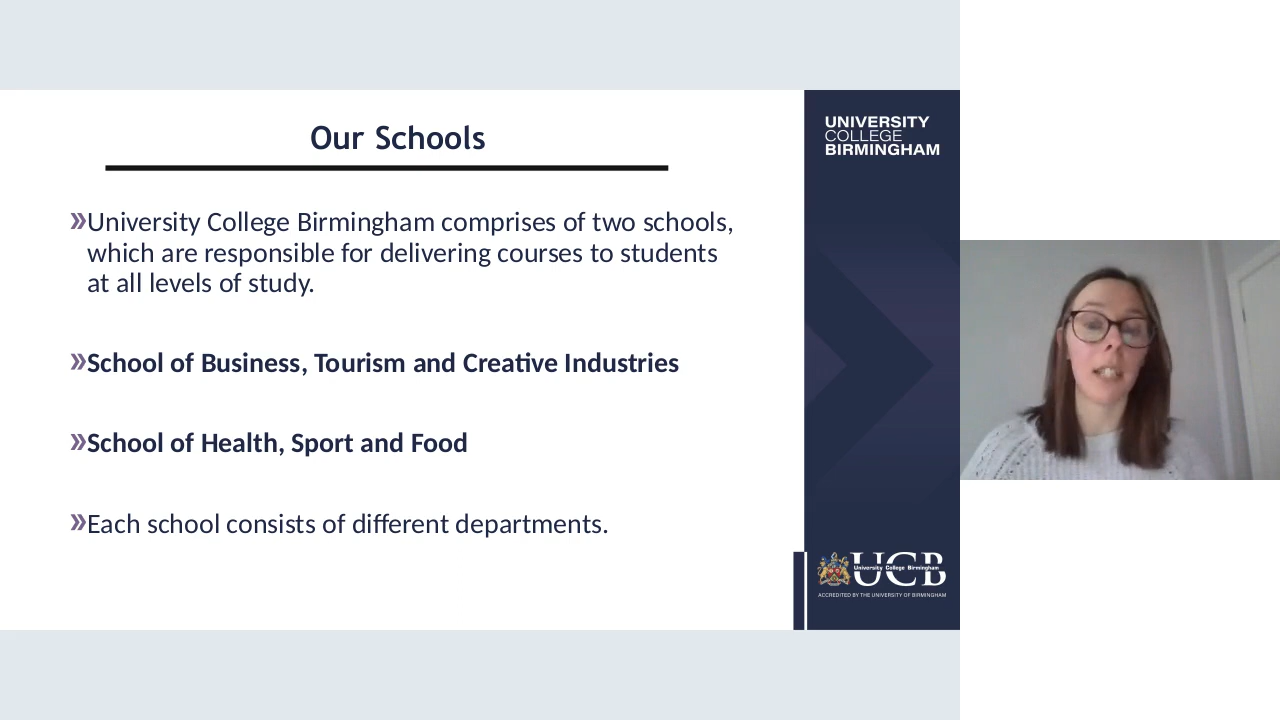 Our Schools
»University College Birmingham comprises of two schools,
which are responsible for delivering courses to students
at all levels of study.
»School of Business, Tourism and Creative Industries
»School of Health, Sport and Food
»Each school consists of different departments.
UNIVERSITY
COLLEGE
BIRMINGHAM
UCB
University College Birmingham
ACCREDITED BY THE UNIVERSITY OF BIRMINGHAM